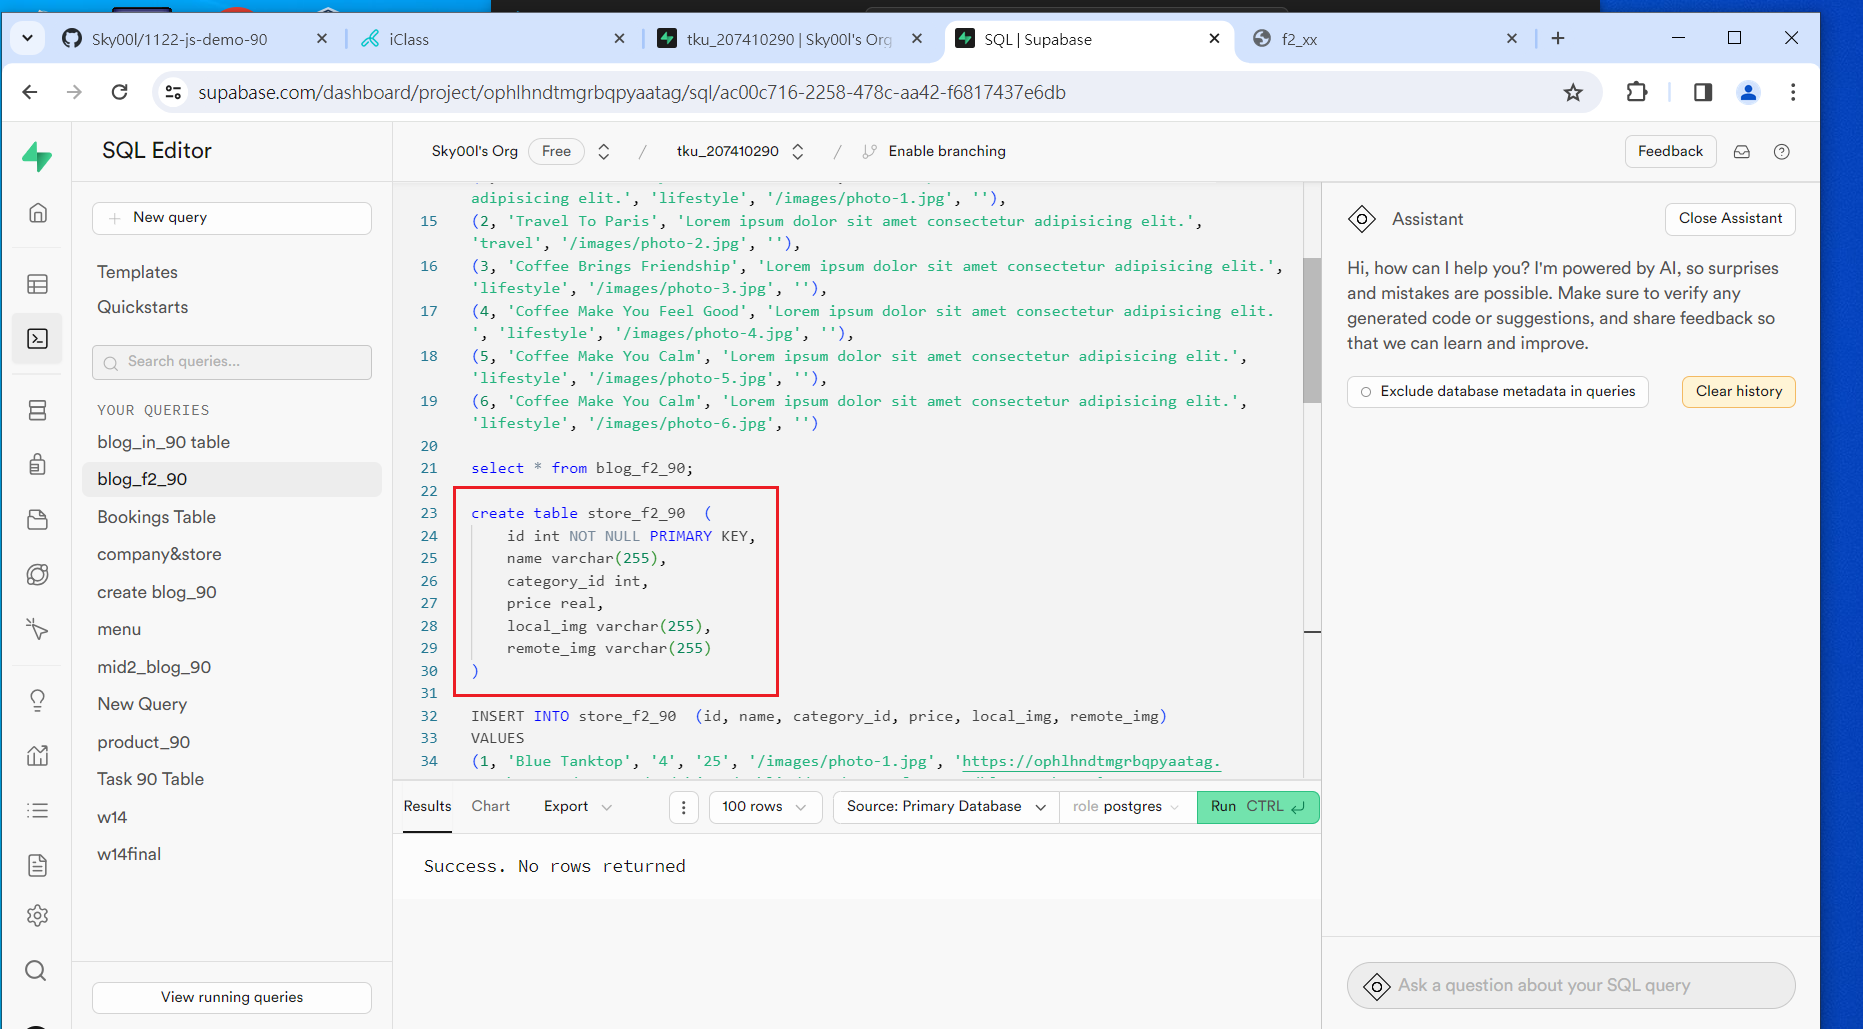 Sky00l/1122-js-demo-90
iClass
tku_207410290 | Sky00l's Org
SQL | Supabase
f2_xx
supabase.com/dashboard/project/ophlhndtmgrbqpyaatag/sql/ac00c716-2258-478c-aa42-f6817437e6db
SQL Editor
Sky00l's Org Free / tku_207410290 / Enable branching
Feedback
New query
Templates
Quickstarts
Search queries...
YOUR QUERIES
blog_in_90 table
blog_f2_90
Bookings Table
company&store
create blog_90
menu
mid2_blog_90
New Query
product_90
Task 90 Table
w14
w14final
View running queries
adipisicing elit.', 'lifestyle', '/images/photo-1.jpg', ''),
15 (2, 'Travel To Paris', 'Lorem ipsum dolor sit amet consectetur adipisicing elit.',
'travel', '/images/photo-2.jpg', ''),
16 (3, 'Coffee Brings Friendship', 'Lorem ipsum dolor sit amet consectetur adipisicing elit.',
'lifestyle', '/images/photo-3.jpg', ''),
17 (4, 'Coffee Make You Feel Good', 'Lorem ipsum dolor sit amet consectetur adipisicing elit.
', 'lifestyle', '/images/photo-4.jpg', ''),
18 (5, 'Coffee Make You Calm', 'Lorem ipsum dolor sit amet consectetur adipisicing elit.',
'lifestyle', '/images/photo-5.jpg', ''),
19 (6, 'Coffee Make You Calm', 'Lorem ipsum dolor sit amet consectetur adipisicing elit.',
'lifestyle', '/images/photo-6.jpg', '')
20
21 select * from blog_f2_90;
22
23 create table store_f2_90 (
24 id int NOT NULL PRIMARY KEY,
25 name varchar(255),
26 category_id int,
27 price real,
28 local_img varchar(255),
29 remote_img varchar(255)
30 )
31
32 INSERT INTO store_f2_90 (id, name, category_id, price, local_img, remote_img)
33 VALUES
34 (1, 'Blue Tanktop', '4', '25', '/images/photo-1.jpg', 'https://ophlhndtmgrbqpyaatag.
Results Chart Export 100 rows Source: Primary Database role postgres Run CTRL
Success. No rows returned
Assistant
Close Assistant
Hi, how can I help you? I'm powered by AI, so surprises
and mistakes are possible. Make sure to verify any
generated code or suggestions, and share feedback so
that we can learn and improve.
Exclude database metadata in queries
Clear history
Ask a question about your SQL query